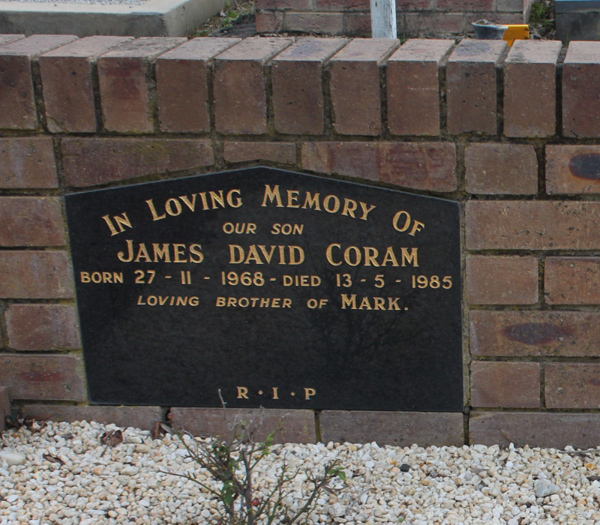 In Loving Memory Of
OUR SON
JAMES DAVID CORAM
BORN 27 - 11 - 1968 - DIED 13 - 5 - 1985
LOVING BROTHER OF MARK.
R · I · P